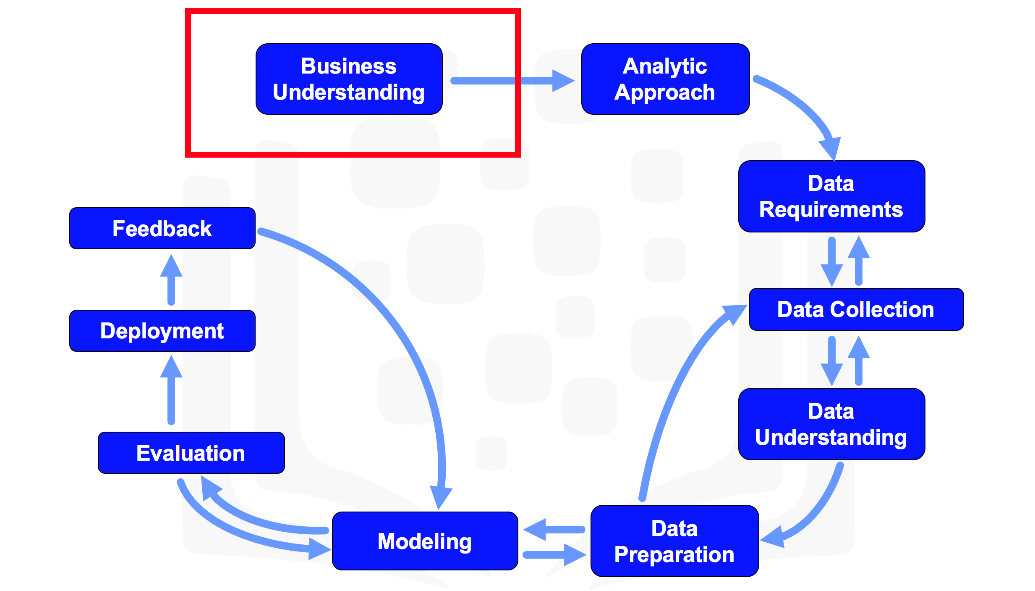 Business
Understanding
Analytic
Approach
Data
Requirements
Feedback
Data Collection
Deployment
Data
Understanding
Evaluation
Modeling
Data
Preparation